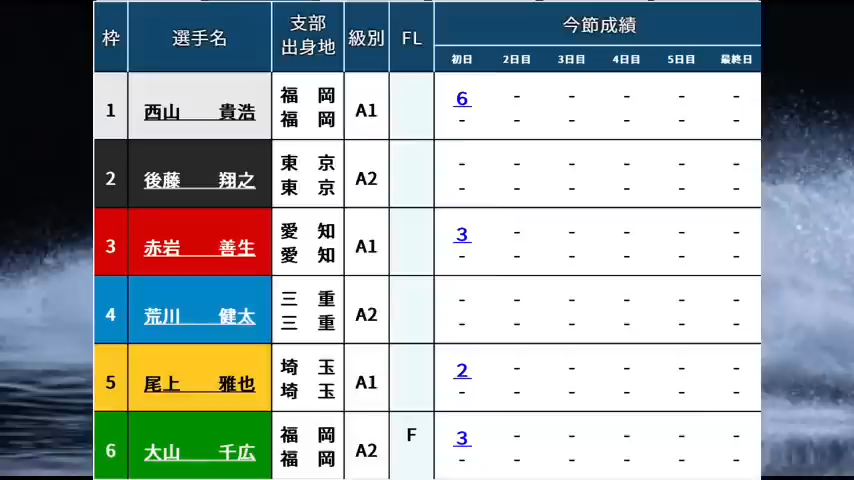 枠 選手名 支部 出身地 級別 FL 今節成績
初日 2日目 3日目 4日目 5日目 最終日
1 西山 貴浩 福岡 福岡 A1 6 - - - - -
- - - - - -
2 後藤 翔之 東京 東京 A2 - - - - - -
- - - - - -
3 赤岩 善生 愛知 愛知 A1 3 - - - - -
- - - - - -
4 荒川 健太 三重 三重 A2 - - - - - -
- - - - - -
5 尾上 雅也 埼玉 埼玉 A1 2 - - - - -
- - - - - -
6 大山 千広 福岡 福岡 A2 F 3 - - - - -
- - - - - -